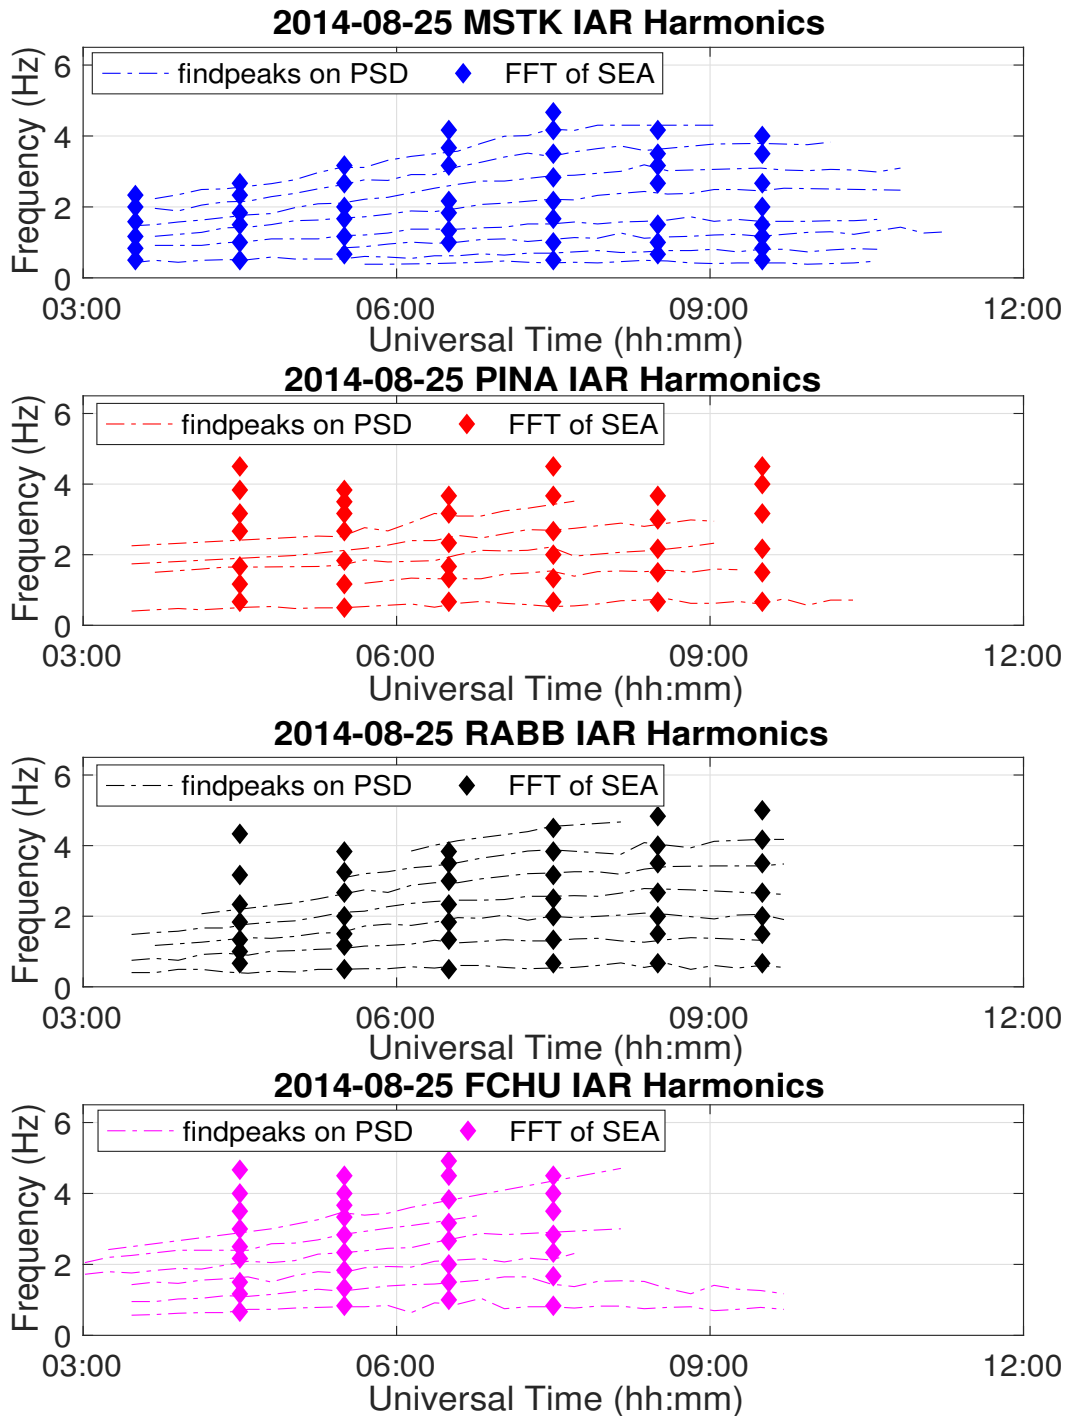 2014-08-25 MSTK IAR Harmonics
findpeaks on PSD FFT of SEA
Frequency (Hz)
6
4
2
0
03:00 06:00 09:00 12:00
Universal Time (hh:mm)
2014-08-25 PINA IAR Harmonics
findpeaks on PSD FFT of SEA
Frequency (Hz)
6
4
2
0
03:00 06:00 09:00 12:00
Universal Time (hh:mm)
2014-08-25 RABB IAR Harmonics
findpeaks on PSD FFT of SEA
Frequency (Hz)
6
4
2
0
03:00 06:00 09:00 12:00
Universal Time (hh:mm)
2014-08-25 FCHU IAR Harmonics
findpeaks on PSD FFT of SEA
Frequency (Hz)
6
4
2
0
03:00 06:00 09:00 12:00
Universal Time (hh:mm)